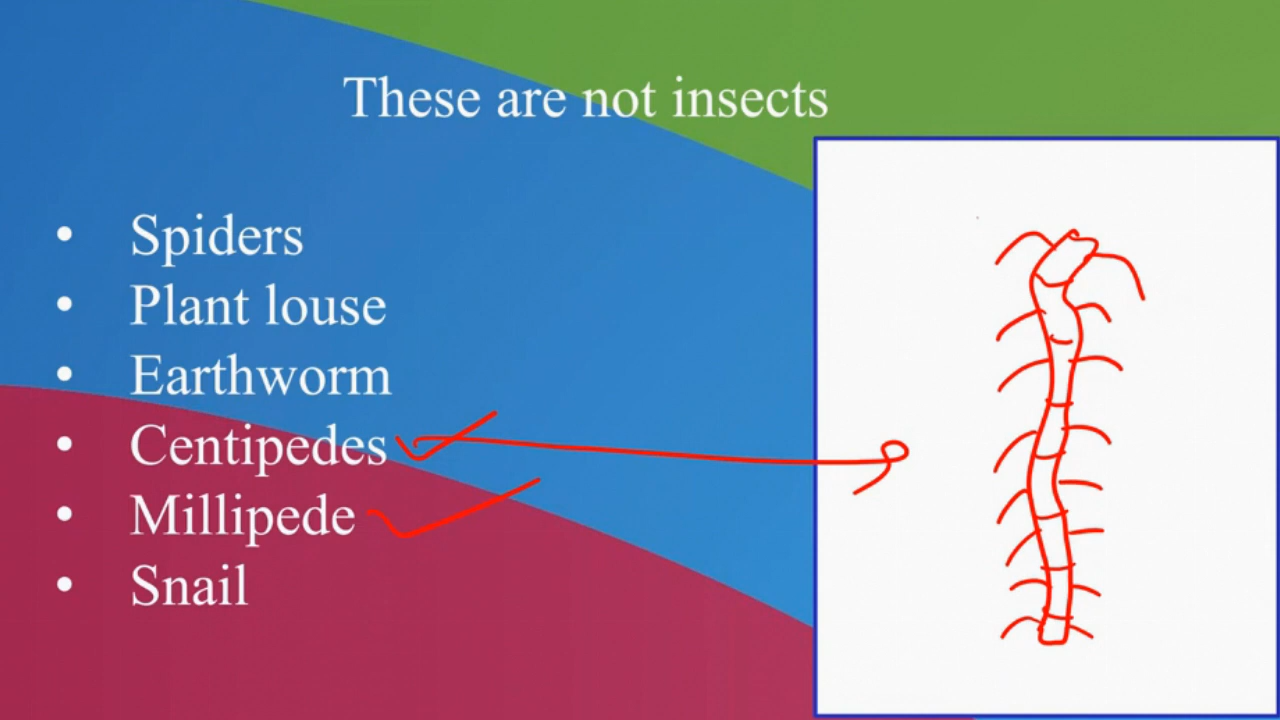 These are not insects
• Spiders
• Plant louse
• Earthworm
• Centipedes
• Millipede
• Snail